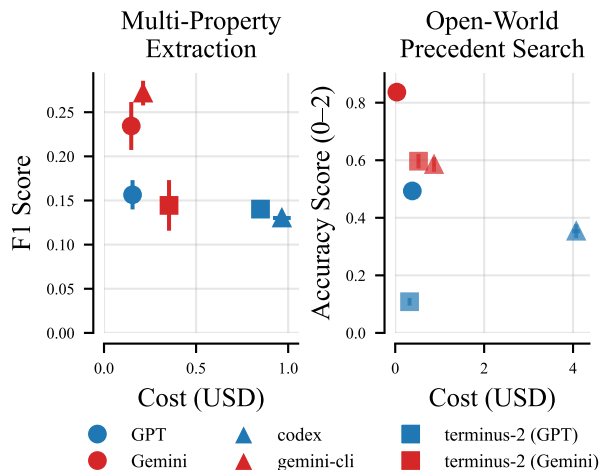 Multi-Property
Extraction
F1 Score
0.25
0.20
0.15
0.10
0.05
0.00
0.0
0.5
1.0
Cost (USD)
Open-World
Precedent Search
Accuracy Score (0–2)
0.8
0.6
0.4
0.2
0.0
0
2
4
Cost (USD)
GPT
codex
terminus-2 (GPT)
Gemini
gemini-cli
terminus-2 (Gemini)